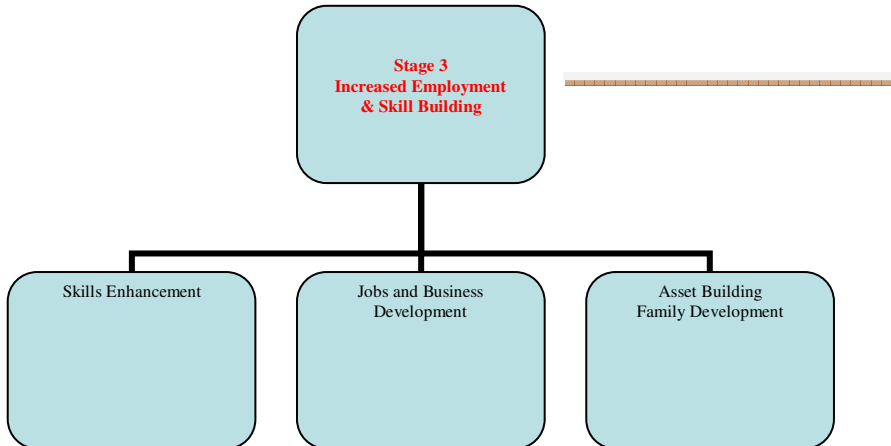 Stage 3
Increased Employment
& Skill Building
Skills Enhancement
Jobs and Business
Development
Asset Building
Family Development